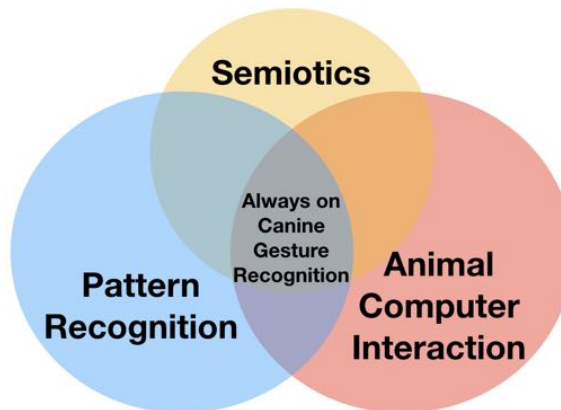 Semiotics
Always on
Canine
Gesture
Recognition
Pattern
Recognition
Animal
Computer
Interaction